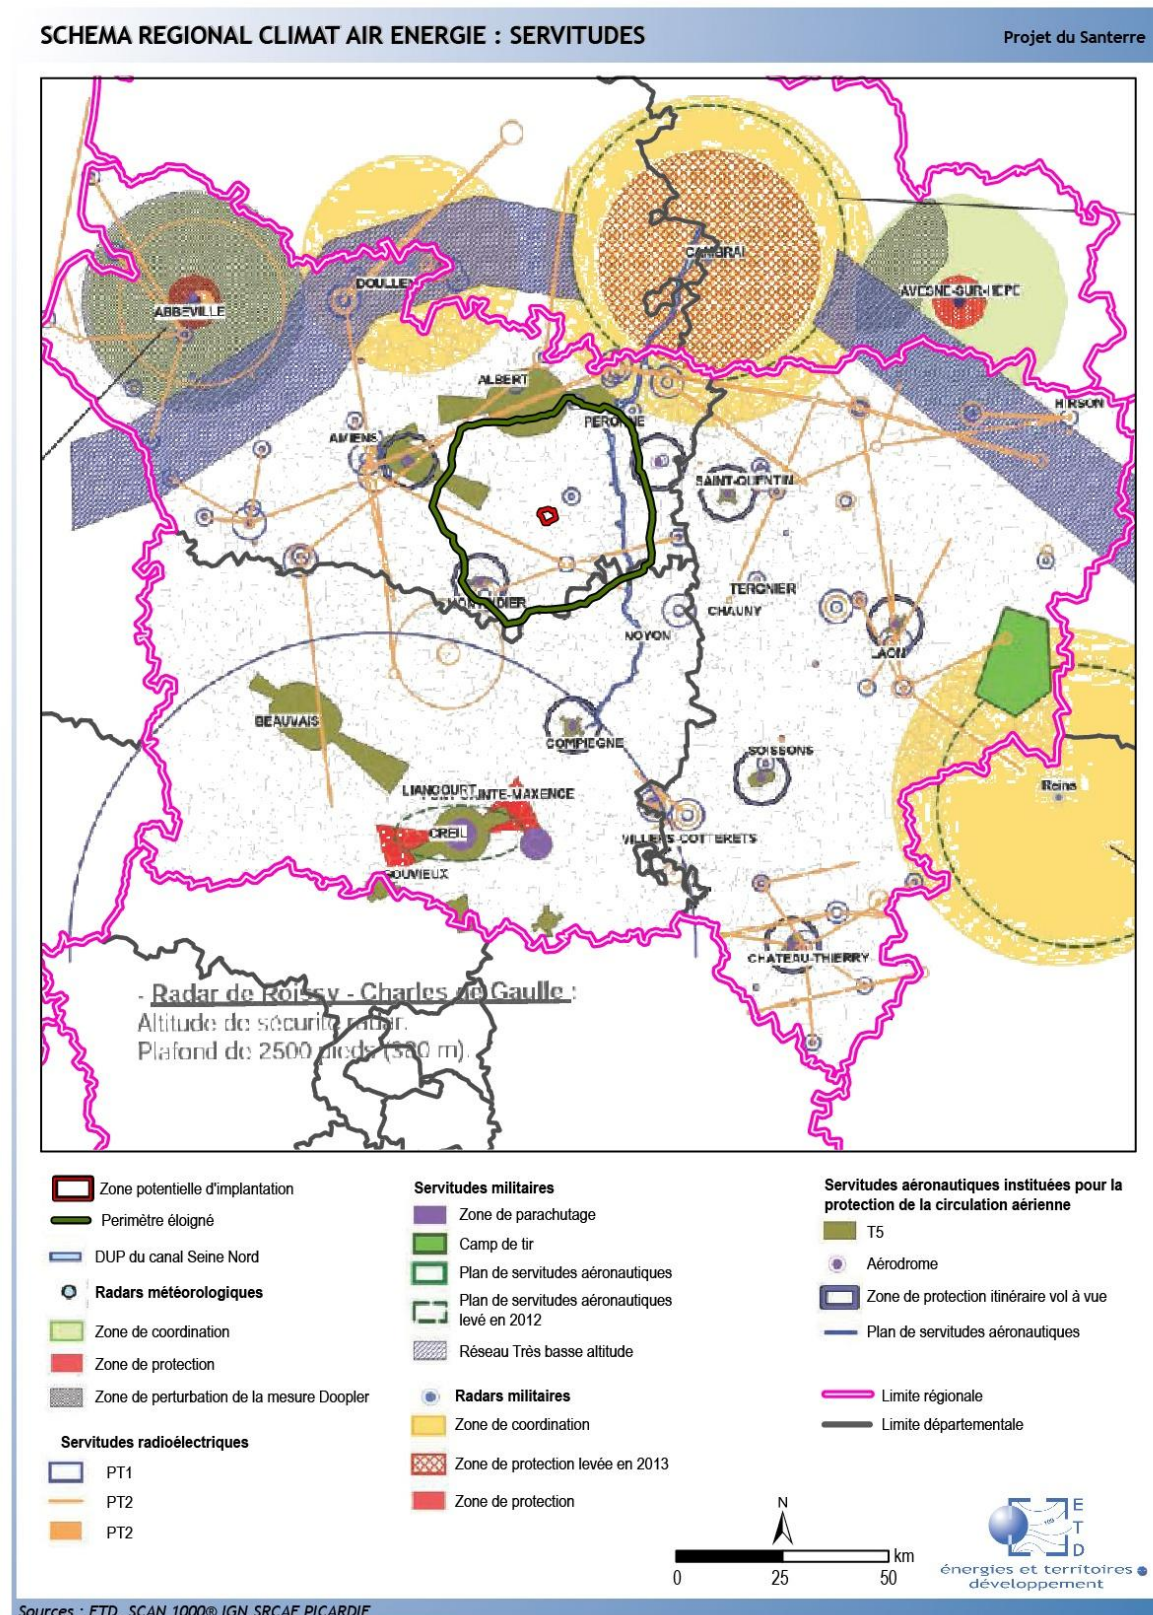 SCHEMA REGIONAL CLIMAT AIR ENERGIE : SERVITUDES
Projet du Santerre
CAMBRAI
DOULLEN
ABBEVILLE
HIRSON
ALBERT
PERONNE
AMIENS
SAINT-QUENTIN
TERGNIER
CHAUNY
NOYON
LAON
BEAUVAIS
COMPIEGNE
SOISSONS
Reims
LIANCOURT
INTE-MAXENCE
CREIL
VILLERS-COTTERETS
GOUVIEUX
CHATEAU-THIERRY
- Radar de Roissy - Charles de Gaulle :
Altitude de sécurité radar.
Plafond de 2500 pieds
Zone potentielle d'implantation
Perimètre éloigné
DUP du canal Seine Nord
Radars météorologiques
Zone de coordination
Zone de protection
Zone de perturbation de la mesure Doopler
Servitudes radioélectriques
PT1
PT2
PT2
Servitudes militaires
Zone de parachutage
Camp de tir
Plan de servitudes aéronautiques
Plan de servitudes aéronautiques
levé en 2012
Réseau Très basse altitude
Radars militaires
Zone de coordination
Zone de protection levée en 2013
Zone de protection
Servitudes aéronautiques instituées pour la
protection de la circulation aérienne
T5
Aérodrome
Zone de protection itinéraire vol à vue
Plan de servitudes aéronautiques
Limite régionale
Limite départementale
N
km
0 25 50
E
T
D
énergies et territoires
développement
Sources : ETD, SCAN 1000® IGN,SRCAE PICARDIE